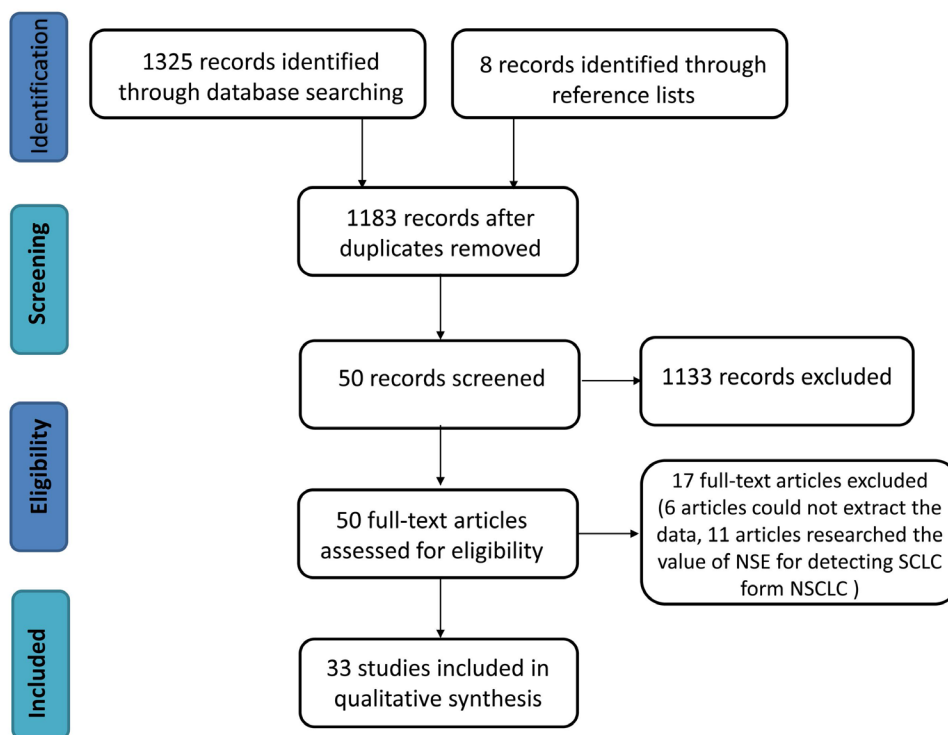 Identification
1325 records identified
through database searching
8 records identified through
reference lists
Screening
1183 records after
duplicates removed
50 records screened
1133 records excluded
Eligibility
50 full-text articles
assessed for eligibility
17 full-text articles excluded
(6 articles could not extract the
data, 11 articles researched the
value of NSE for detecting SCLC
form NSCLC )
Included
33 studies included in
qualitative synthesis